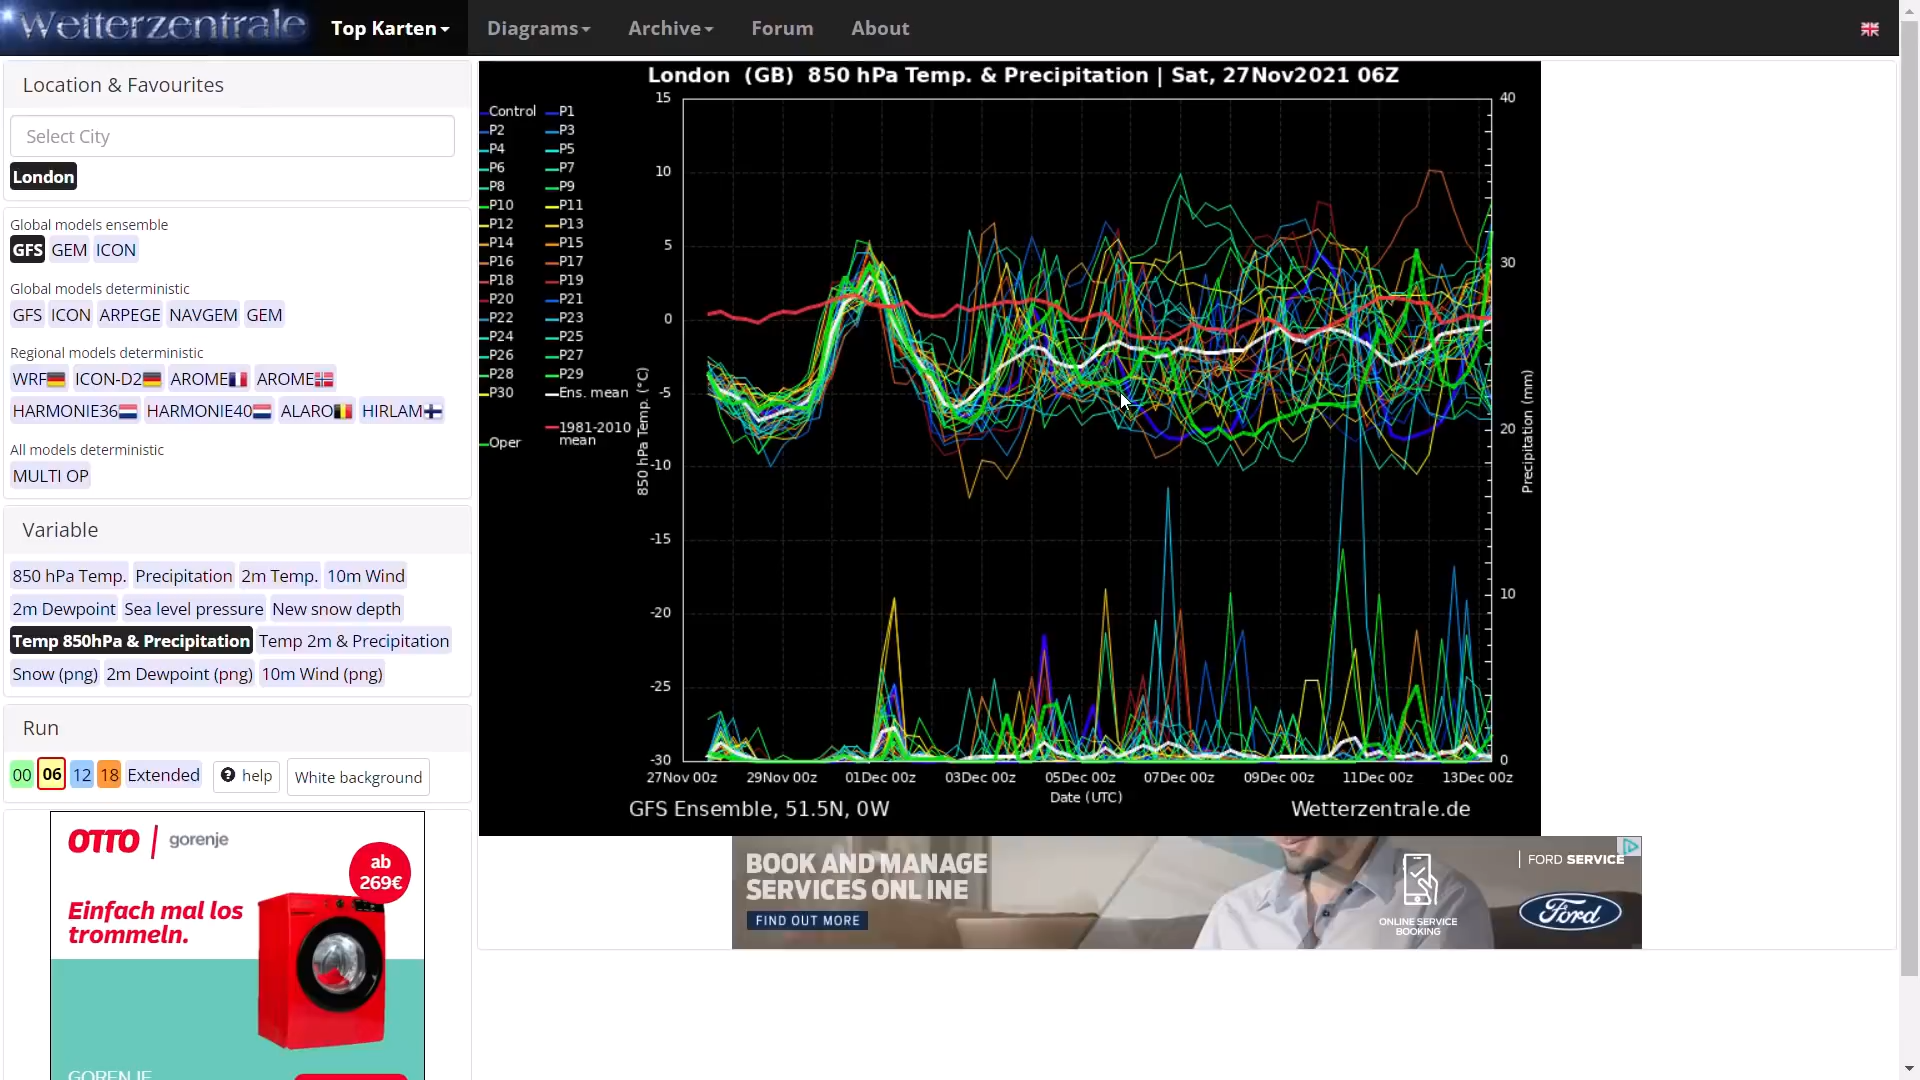 Wetterzentrale
Top Karten
Diagrams
Archive
Forum
About
Location & Favourites
Select City
London
Global models ensemble
GFS GEM ICON
Global models deterministic
GFS ICON ARPEGE NAVGEM GEM
Regional models deterministic
WRF ICON-D2 AROME AROME
HARMONIE36 HARMONIE40 ALARO HIRLAM
All models deterministic
MULTI OP
Variable
850 hPa Temp. Precipitation 2m Temp. 10m Wind
2m Dewpoint Sea level pressure New snow depth
Temp 850hPa & Precipitation Temp 2m & Precipitation
Snow (png) 2m Dewpoint (png) 10m Wind (png)
Run
00 06 12 18 Extended help White background
OTTO | gorenje
ab
269€
Einfach mal los
trommeln.
GORENJE
London (GB) 850 hPa Temp. & Precipitation | Sat, 27Nov2021 06Z
Control P1
P2 P3
P4 P5
P6 P7
P8 P9
P10 P11
P12 P13
P14 P15
P16 P17
P18 P19
P20 P21
P22 P23
P24 P25
P26 P27
P28 P29
P30 Ens. mean
Oper 1981-2010
mean
15
10
5
0
-5
-10
-15
-20
-25
-30
850 hPa Temp. (°C)
40
30
20
10
0
Precipitation (mm)
27Nov 00z 29Nov 00z 01Dec 00z 03Dec 00z 05Dec 00z 07Dec 00z 09Dec 00z 11Dec 00z 13Dec 00z
Date (UTC)
GFS Ensemble, 51.5N, 0W
Wetterzentrale.de
BOOK AND MANAGE
SERVICES ONLINE
FIND OUT MORE
ONLINE SERVICE
BOOKING
FORD SERVICE
Ford